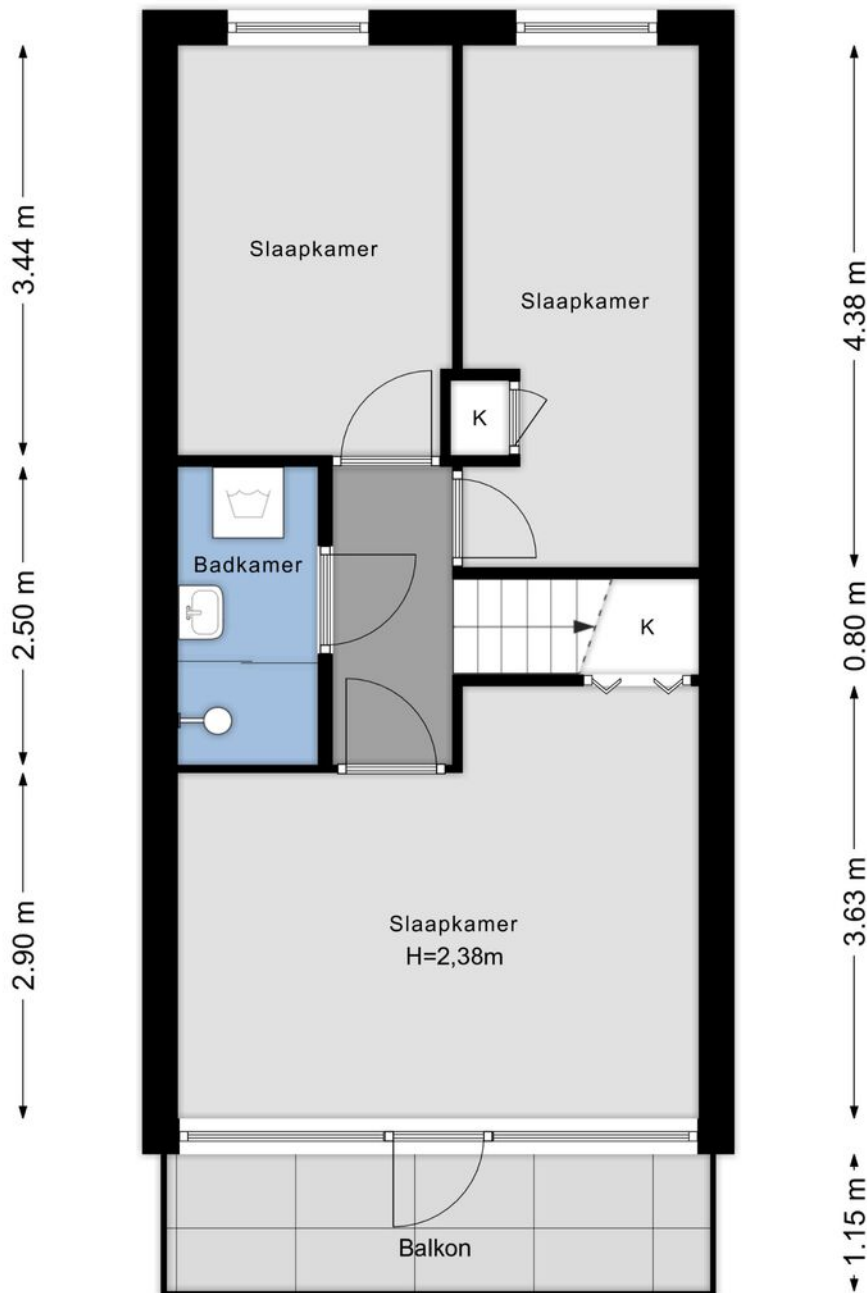 3.44 m
2.50 m
2.90 m
Slaapkamer
Slaapkamer
K
Badkamer
K
Slaapkamer
H=2,38m
Balkon
4.38 m
0.80 m
3.63 m
1.15 m